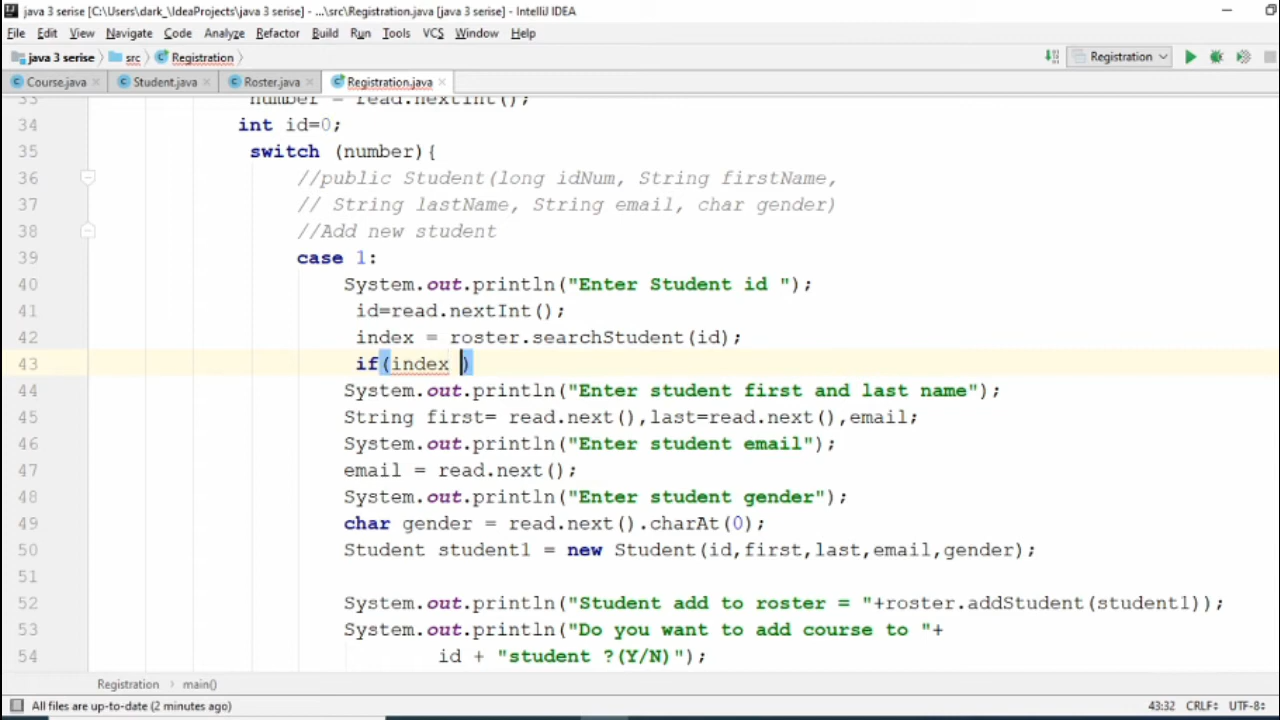 java 3 serise [C:\Users\dark_\IdeaProjects\java 3 serise] - ...\src\Registration.java [java 3 serise] - IntelliJ IDEA
File Edit View Navigate Code Analyze Refactor Build Run Tools VCS Window Help
java 3 serise src Registration Registration
Course.java Student.java Roster.java Registration.java
33 number = read.nextInt();
34 int id=0;
35 switch (number){
36 //public Student(long idNum, String firstName,
37 // String lastName, String email, char gender)
38 //Add new student
39 case 1:
40 System.out.println("Enter Student id ");
41 id=read.nextInt();
42 index = roster.searchStudent(id);
43 if(index )
44 System.out.println("Enter student first and last name");
45 String first= read.next(),last=read.next(),email;
46 System.out.println("Enter student email");
47 email = read.next();
48 System.out.println("Enter student gender");
49 char gender = read.next().charAt(0);
50 Student student1 = new Student(id,first,last,email,gender);
51
52 System.out.println("Student add to roster = "+roster.addStudent(student1));
53 System.out.println("Do you want to add course to "+
54 id + "student ?(Y/N)");
Registration main()
All files are up-to-date (2 minutes ago) 43:32 CRLF UTF-8